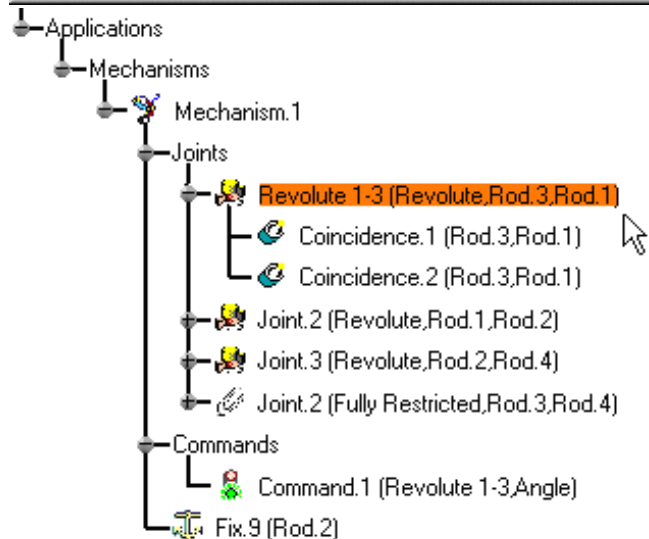 Applications
Mechanisms
Mechanism.1
Joints
Revolute 1-3 (Revolute,Rod.3,Rod.1)
Coincidence.1 (Rod.3,Rod.1)
Coincidence.2 (Rod.3,Rod.1)
Joint.2 (Revolute,Rod.1,Rod.2)
Joint.3 (Revolute,Rod.2,Rod.4)
Joint.2 (Fully Restricted,Rod.3,Rod.4)
Commands
Command.1 (Revolute 1-3,Angle)
Fix.9 (Rod.2)